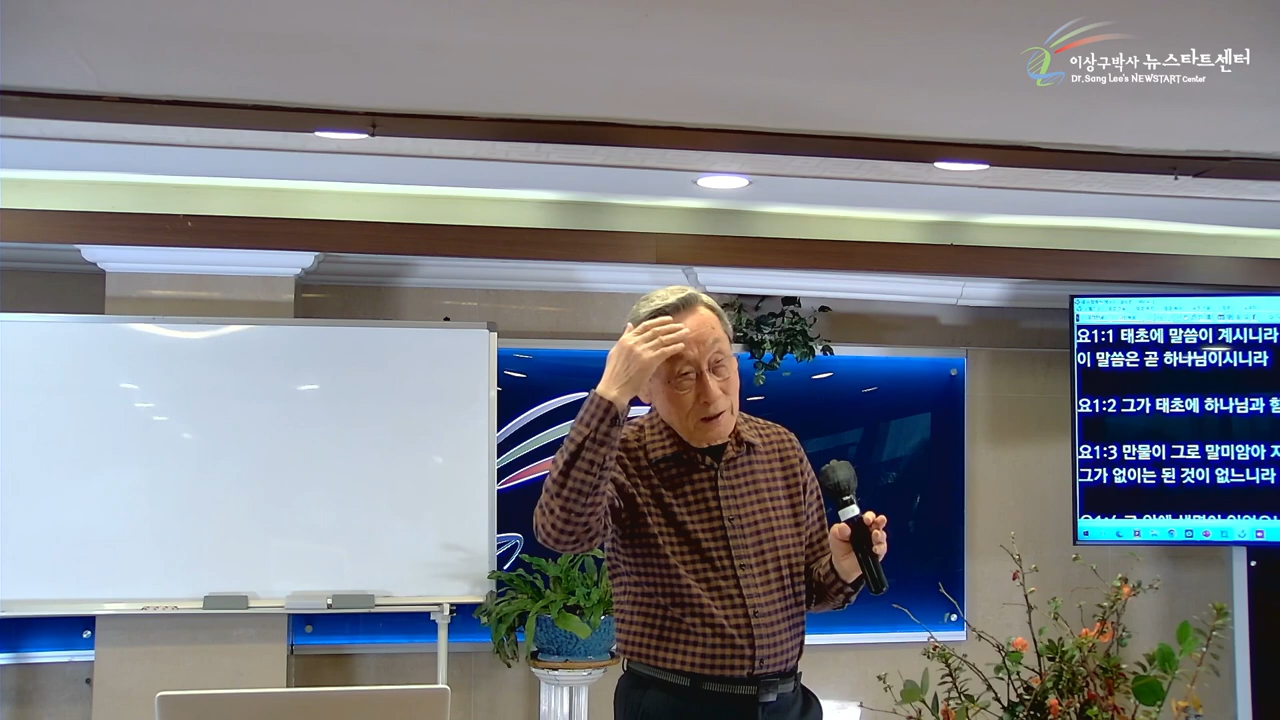 이상구박사 뉴스타트센터
Dr. Sang Lee's NEWSTART Center
요1:1 태초에 말씀이 계시니라
이 말씀은 곧 하나님이시니라
요1:2 그가 태초에 하나님과 함
요1:3 만물이 그로 말미암아 지
그가 없이는 된 것이 없느니라